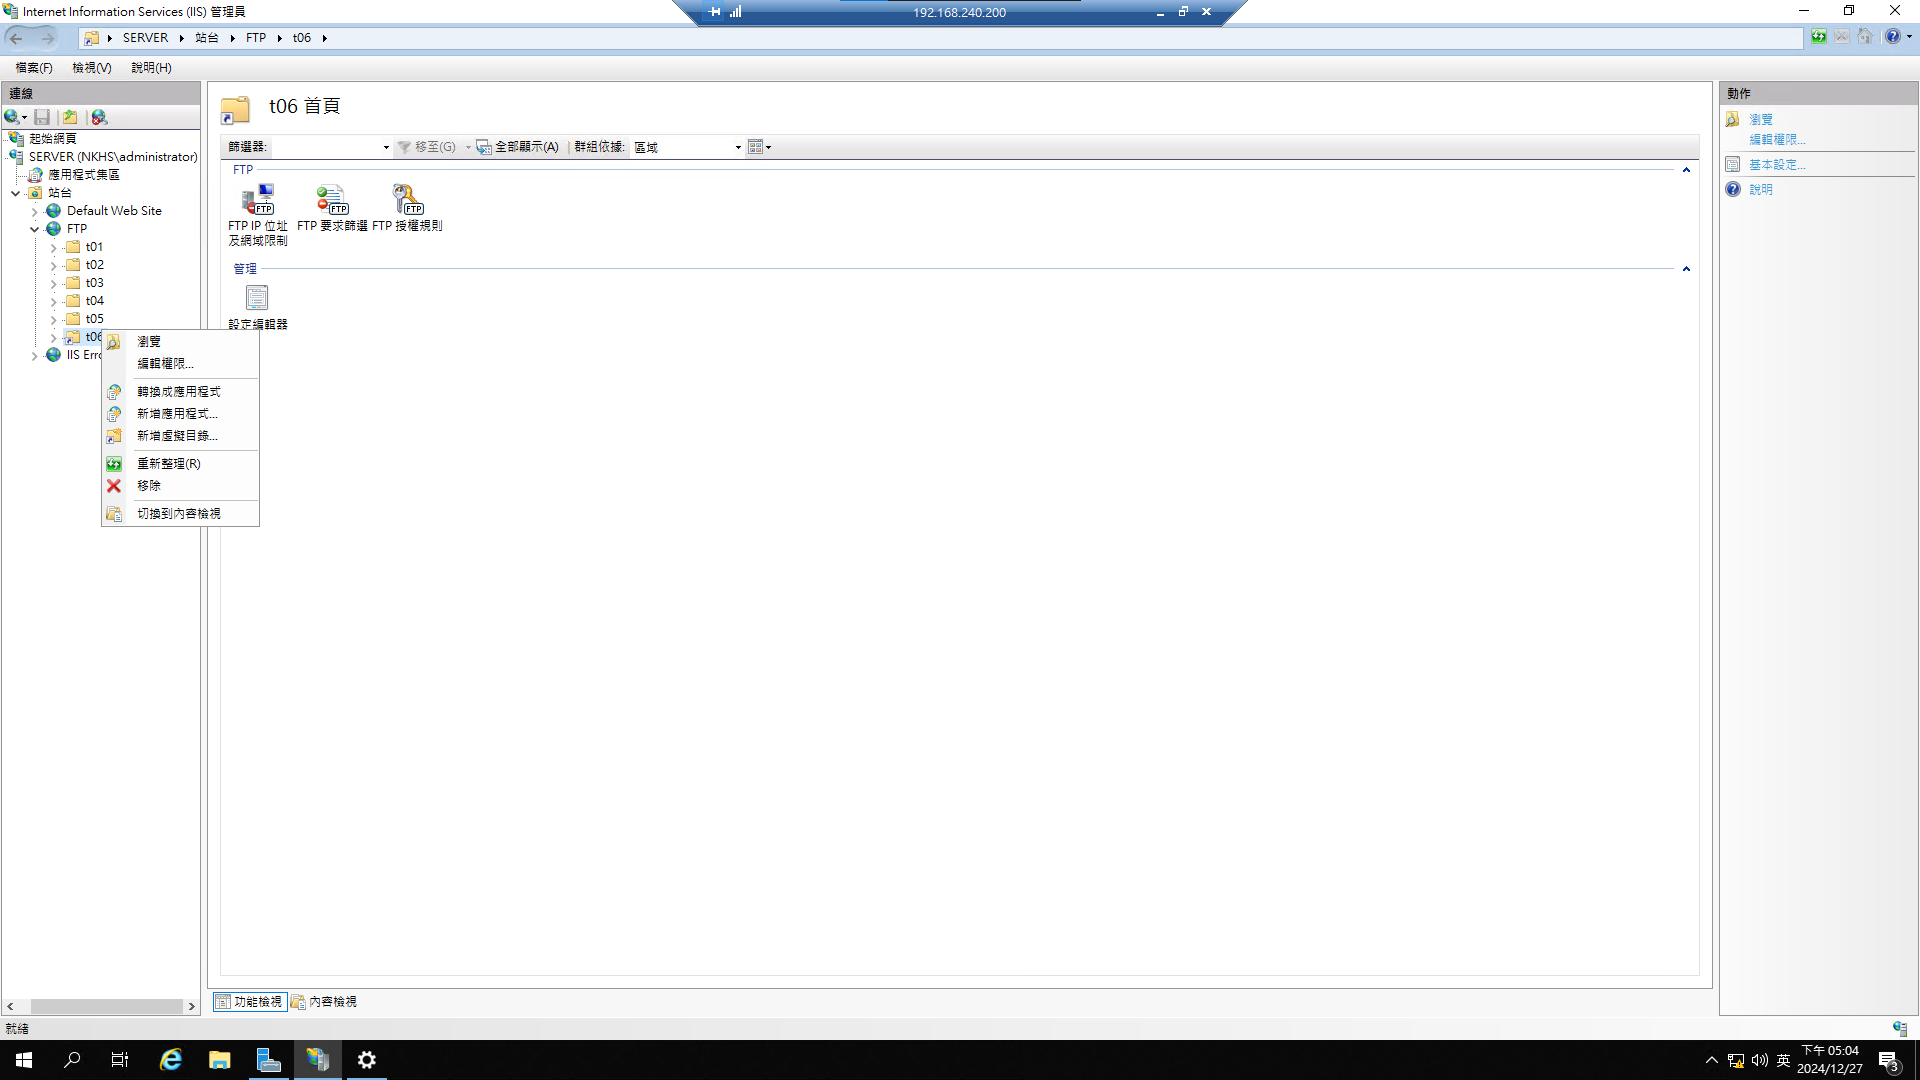 Internet Information Services (IIS) 管理員
192.168.240.200
SERVER
站台
FTP
t06
檔案(F)
檢視(V)
說明(H)
連線
起始網頁
SERVER (NKHS\administrator)
應用程式集區
站台
Default Web Site
FTP
t01
t02
t03
t04
t05
t06
IIS Erro
瀏覽
編輯權限...
轉換成應用程式
新增應用程式...
新增虛擬目錄...
重新整理(R)
移除
切換到內容檢視
t06 首頁
篩選器:
移至(G)
全部顯示(A)
群組依據:
區域
FTP
FTP IP 位址
及網域限制
FTP 要求篩選
FTP 授權規則
管理
設定編輯器
功能檢視
內容檢視
動作
瀏覽
編輯權限...
基本設定...
說明
就緒
英
下午 05:04
2024/12/27
3